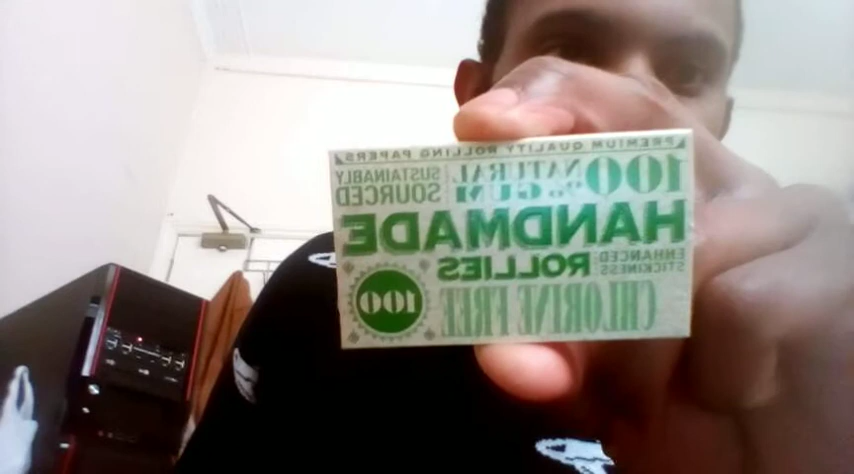 PREMIUM QUALITY ROLLING PAPERS
100% NATURAL GUM
SUSTAINABLY SOURCED
HANDMADE
ENHANCED STICKINESS
ROLLIES
100
CHLORINE FREE